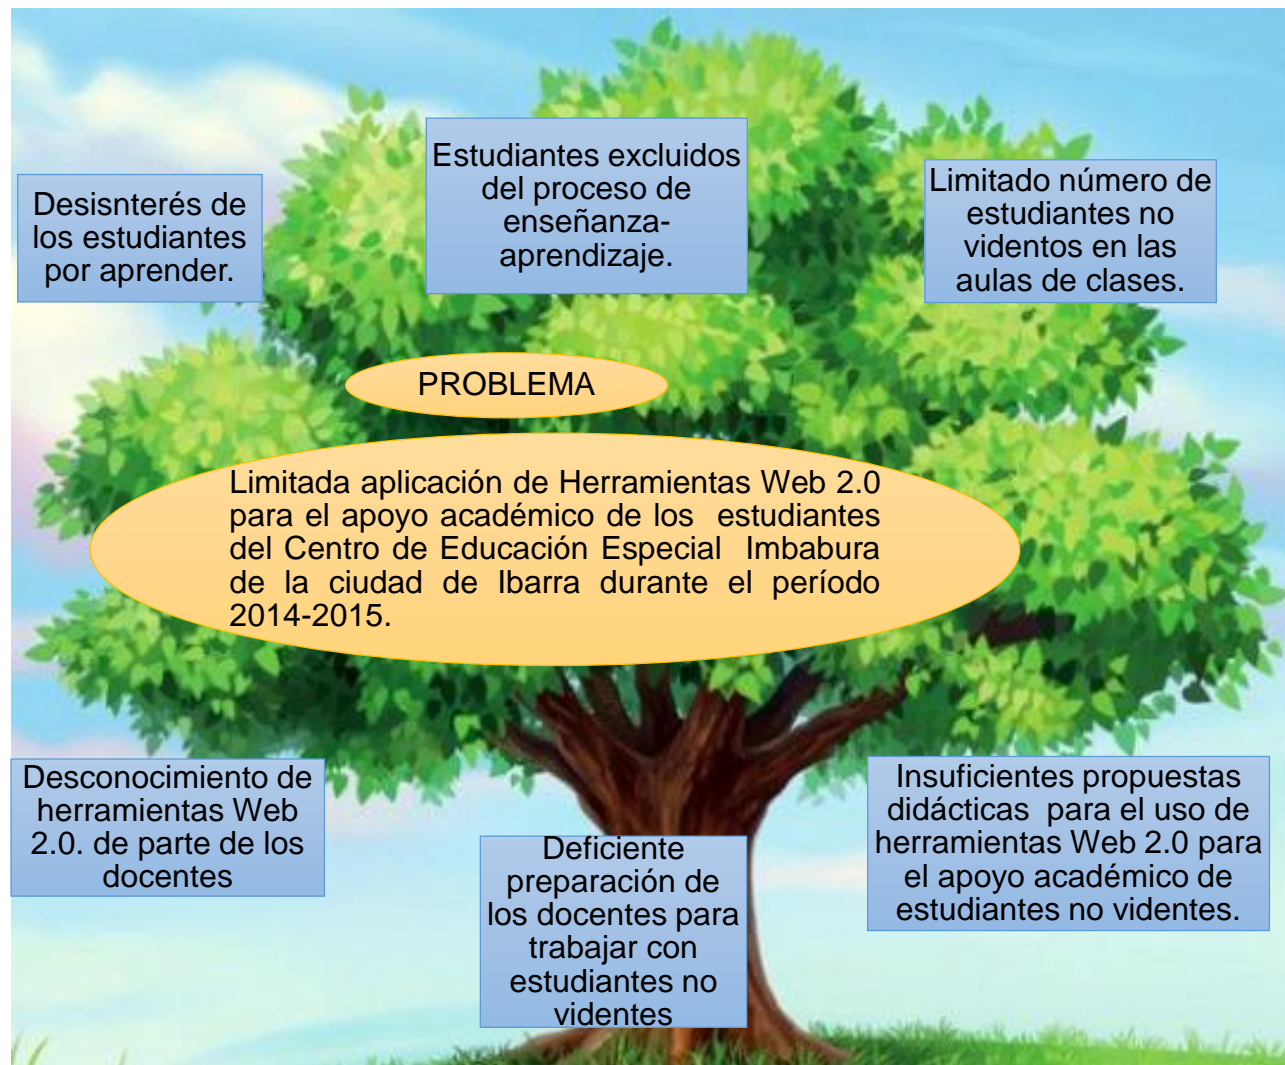 Desisnterés de
los estudiantes
por aprender.
Estudiantes excluidos
del proceso de
enseñanza-
aprendizaje.
Limitado número de
estudiantes no
videntos en las
aulas de clases.
PROBLEMA
Limitada aplicación de Herramientas Web 2.0
para el apoyo académico de los estudiantes
del Centro de Educación Especial Imbabura
de la ciudad de Ibarra durante el período
2014-2015.
Desconocimiento de
herramientas Web
2.0. de parte de los
docentes
Deficiente
preparación de
los docentes para
trabajar con
estudiantes no
videntes
Insuficientes propuestas
didácticas para el uso de
herramientas Web 2.0 para
el apoyo académico de
estudiantes no videntes.